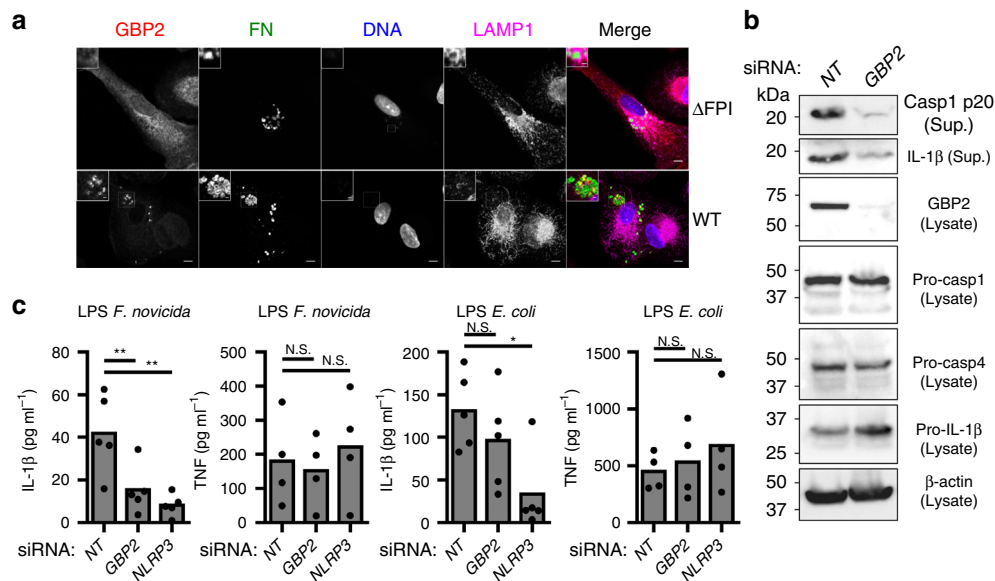 a
GBP2 FN DNA LAMP1 Merge
ΔFPI
WT
b
siRNA: NT GBP2
kDa
20 Casp1 p20
(Sup.)
20 IL-1β (Sup.)
75 GBP2
50 (Lysate)
50 Pro-casp1
37 (Lysate)
50 Pro-casp4
37 (Lysate)
37 Pro-IL-1β
25 (Lysate)
50 β-actin
37 (Lysate)
c
LPS F. novicida
IL-1β (pg ml⁻¹)
80
60
40
20
0
**
**
siRNA: NT GBP2 NLRP3
LPS F. novicida
TNF (pg ml⁻¹)
500
400
300
200
100
0
N.S.
N.S.
siRNA: NT GBP2 NLRP3
LPS E. coli
IL-1β (pg ml⁻¹)
250
200
150
100
50
0
N.S.
*
siRNA: NT GBP2 NLRP3
LPS E. coli
TNF (pg ml⁻¹)
1500
1000
500
0
N.S.
N.S.
siRNA: NT GBP2 NLRP3